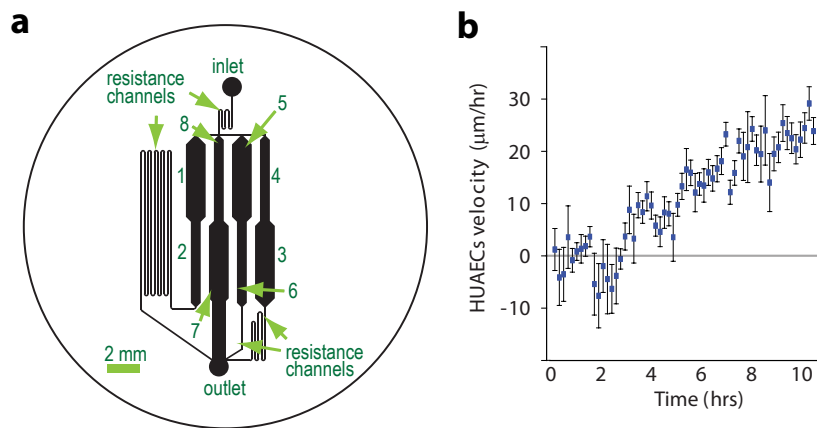 a
inlet
resistance
channels
5
8
1
4
2
3
6
7
2 mm
resistance
channels
outlet
b
HUAECs velocity (μm/hr)
30
20
10
0
-10
0
2
4
6
8
10
Time (hrs)